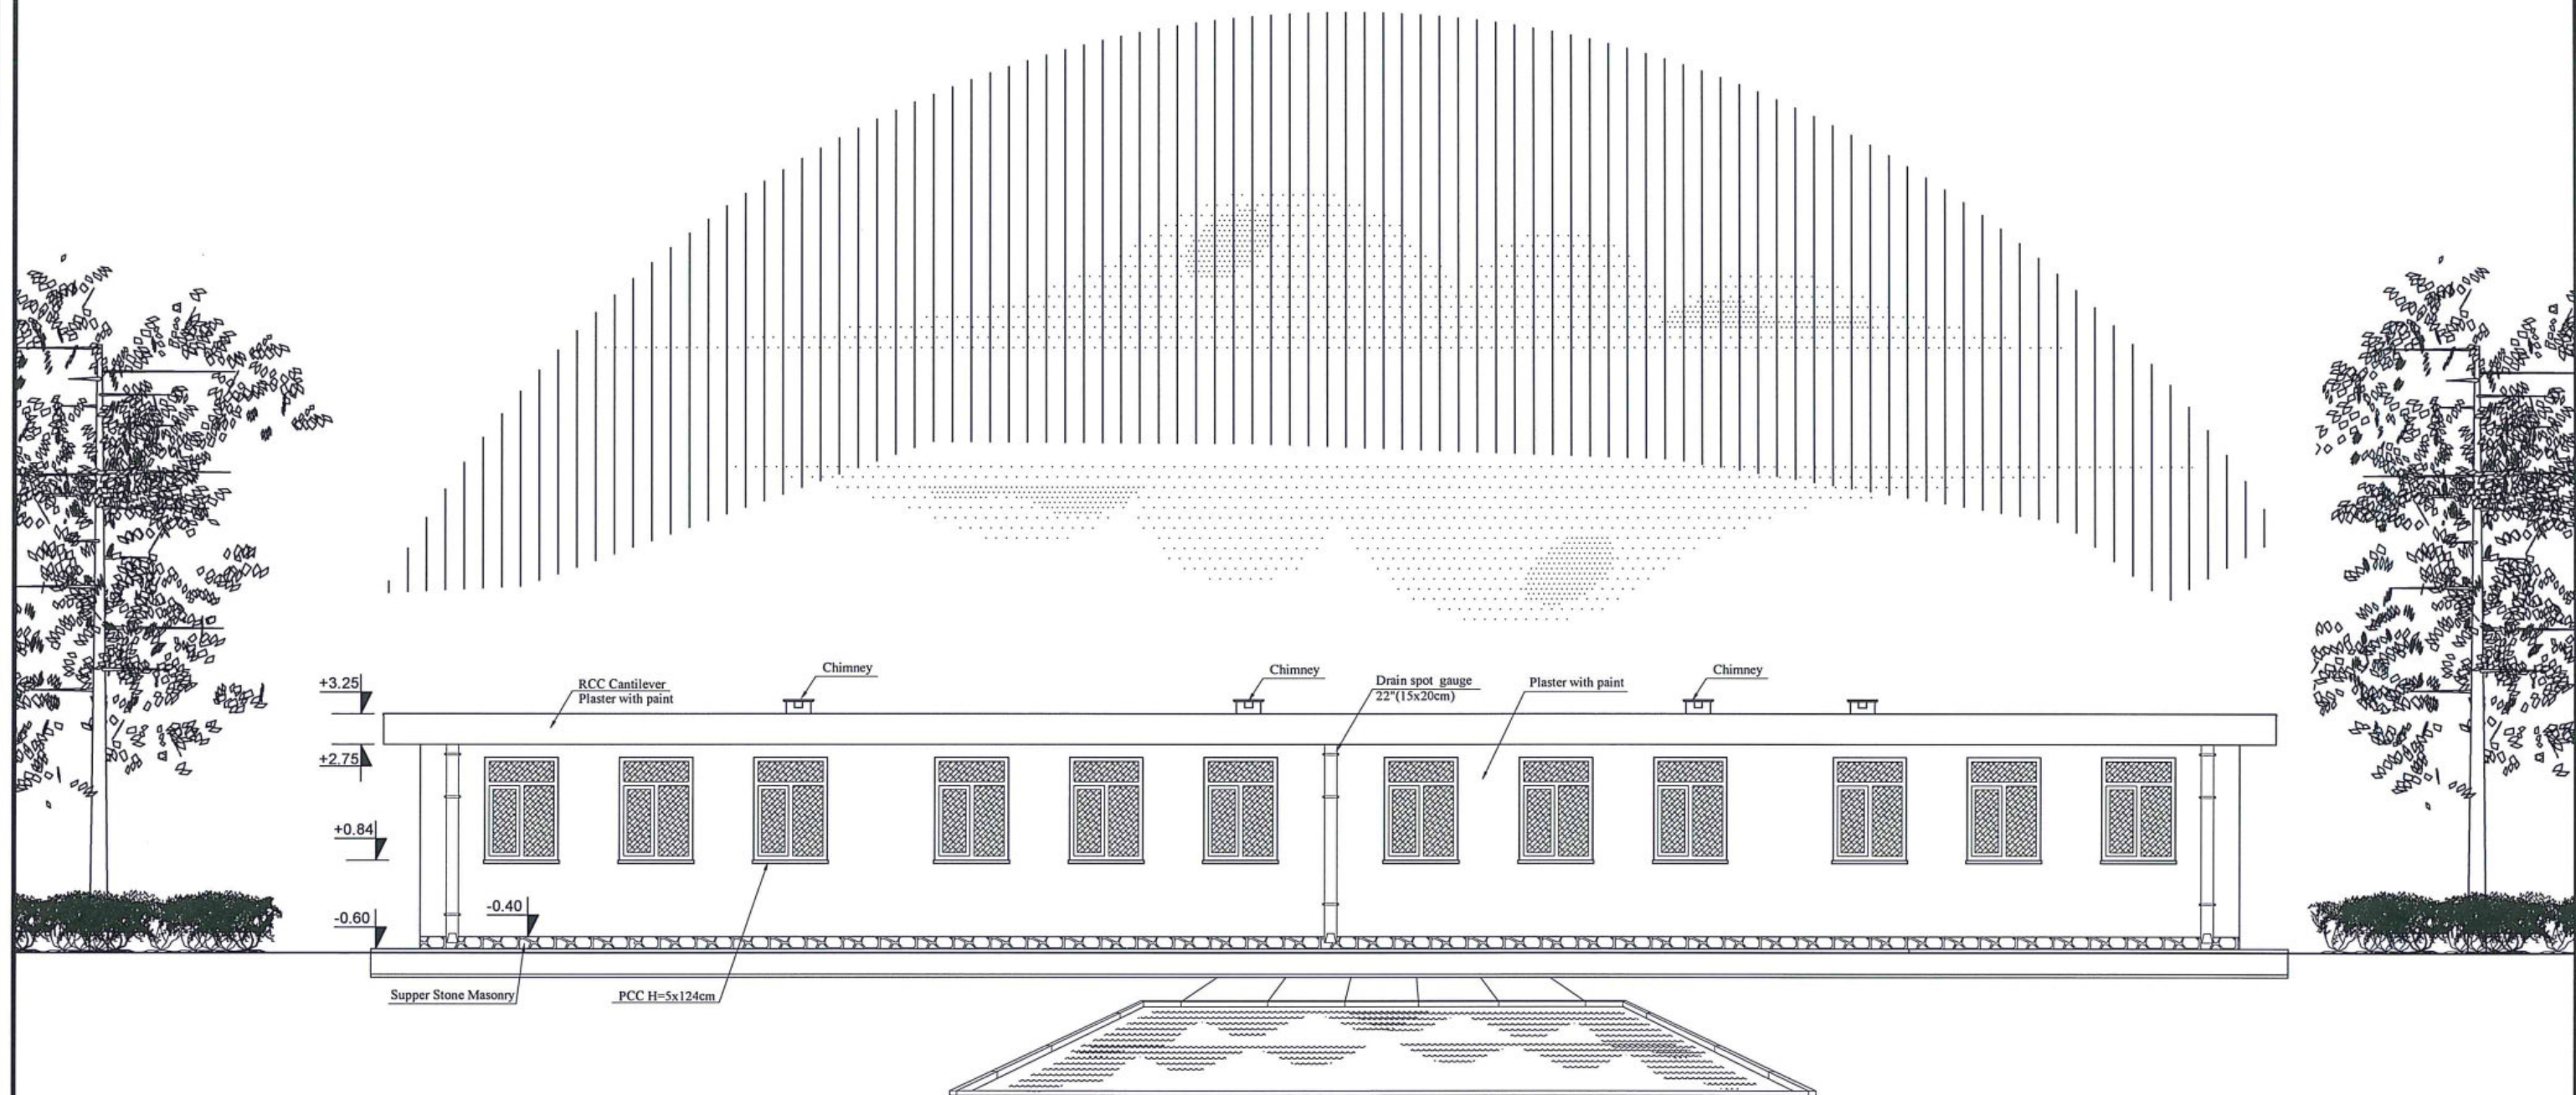 Chimney
Chimney
Chimney
+3.25
RCC Cantilever
Plaster with paint
Drain spot gauge
22"(15x20cm)
Plaster with paint
+2.75
+0.84
-0.60
-0.40
Supper Stone Masonry
PCC H=5x124cm